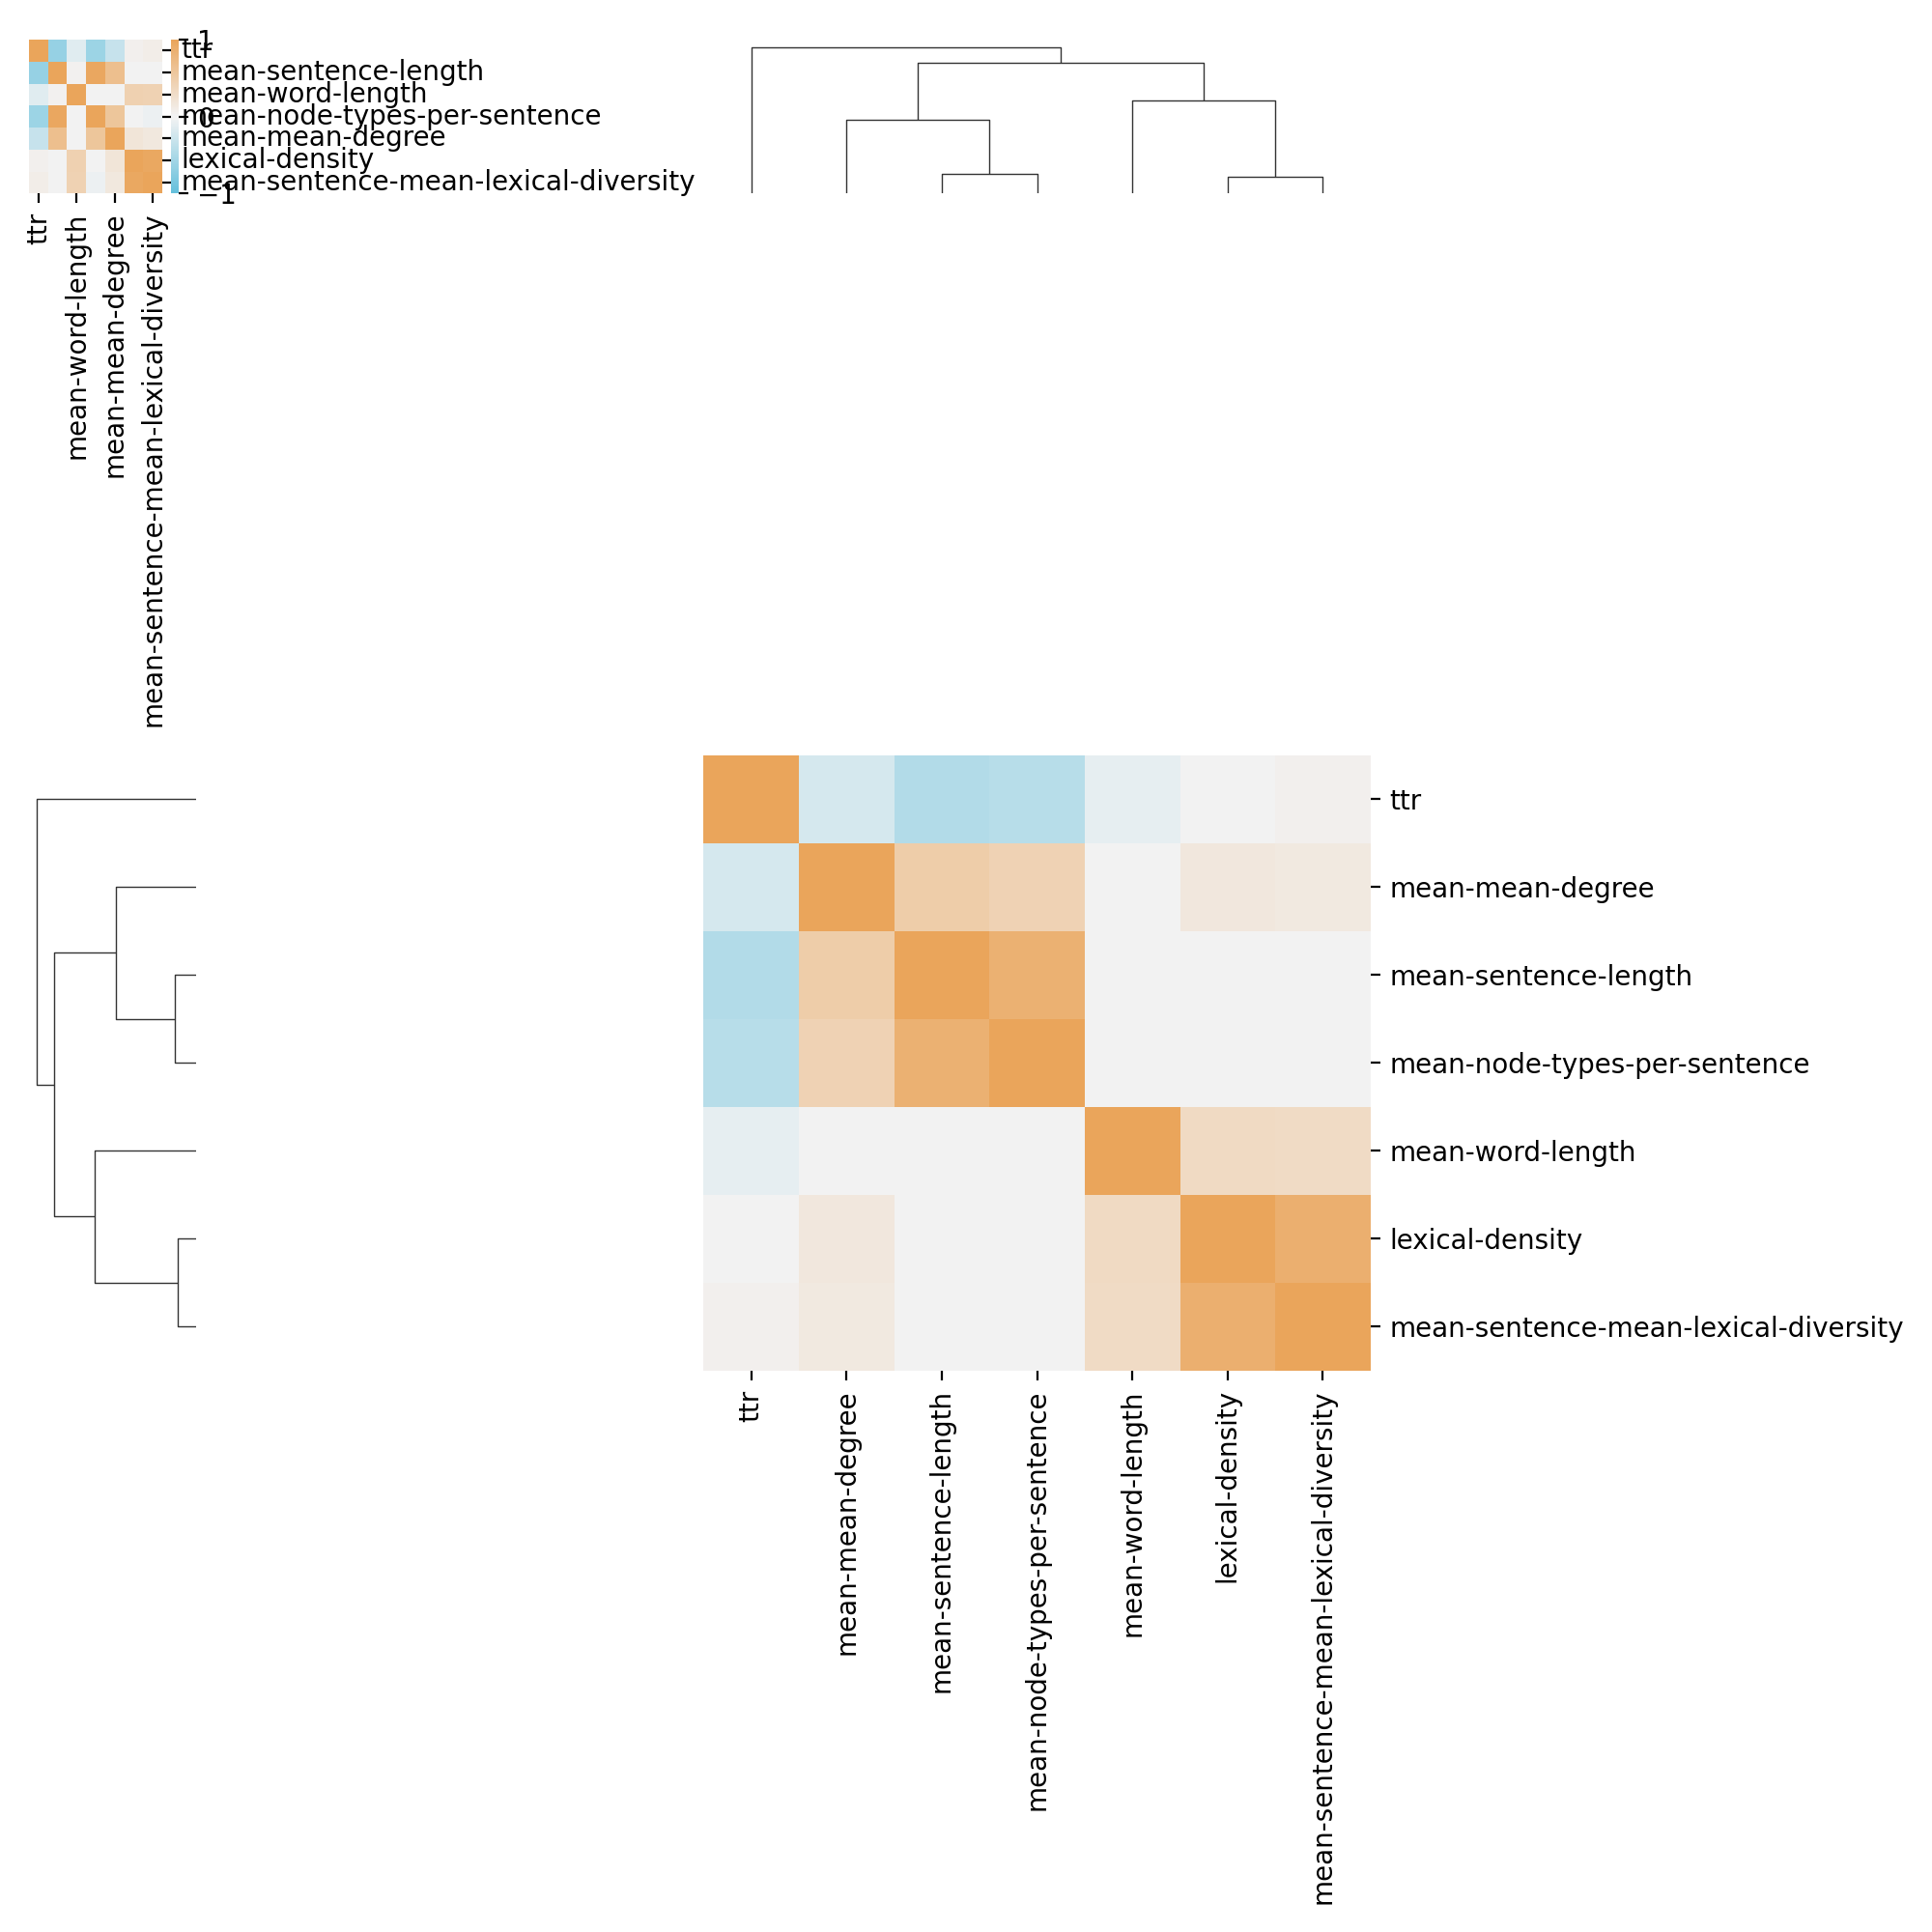 1
ttr
mean-sentence-length
mean-word-length
0
mean-node-types-per-sentence
mean-mean-degree
lexical-density
mean-sentence-mean-lexical-diversity
−1
ttr
mean-word-length
mean-mean-degree
mean-sentence-mean-lexical-diversity
ttr
mean-mean-degree
mean-sentence-length
mean-node-types-per-sentence
mean-word-length
lexical-density
mean-sentence-mean-lexical-diversity
ttr
mean-mean-degree
mean-sentence-length
mean-node-types-per-sentence
mean-word-length
lexical-density
mean-sentence-mean-lexical-diversity